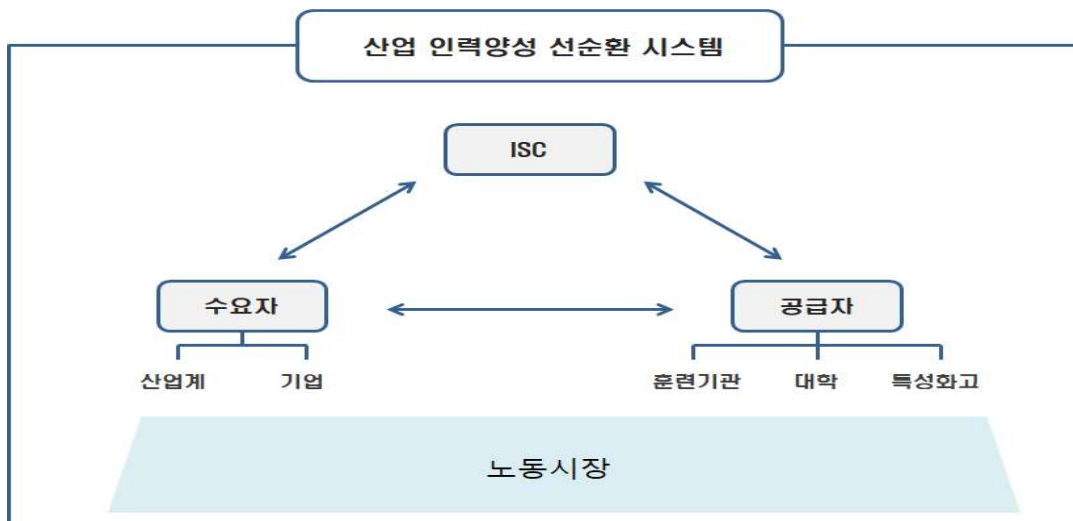 산업 인력양성 선순환 시스템
ISC
수요자
공급자
산업계 기업
훈련기관 대학 특성화고
노동시장